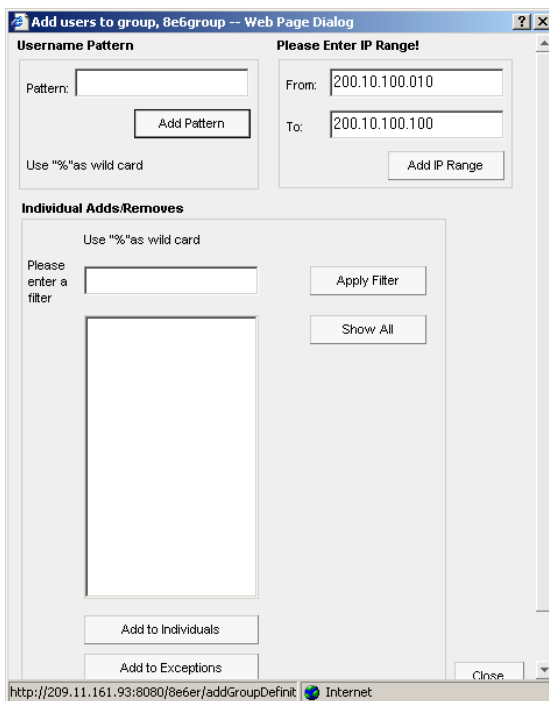 Add users to group, 8e6group -- Web Page Dialog
Username Pattern
Pattern:
Add Pattern
Use "%"as wild card
Please Enter IP Range!
From: 200.10.100.010
To: 200.10.100.100
Add IP Range
Individual Adds/Removes
Use "%"as wild card
Please
enter a
filter
Apply Filter
Show All
Add to Individuals
Add to Exceptions
Close
http://209.11.161.93:8080/8e6er/addGroupDefinit
Internet